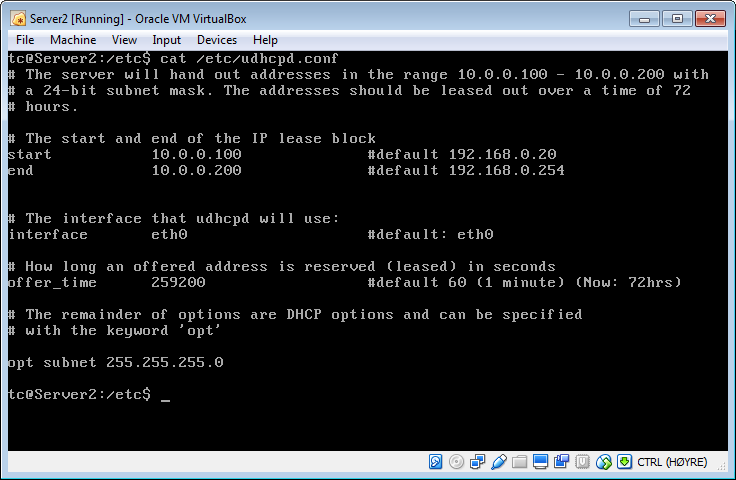 Server2 [Running] - Oracle VM VirtualBox
File Machine View Input Devices Help
tc@Server2:/etc$ cat /etc/udhcpd.conf
# The server will hand out addresses in the range 10.0.0.100 - 10.0.0.200 with
# a 24-bit subnet mask. The addresses should be leased out over a time of 72
# hours.
# The start and end of the IP lease block
start 10.0.0.100 #default 192.168.0.20
end 10.0.0.200 #default 192.168.0.254
# The interface that udhcpd will use:
interface eth0 #default: eth0
# How long an offered address is reserved (leased) in seconds
offer_time 259200 #default 60 (1 minute) (Now: 72hrs)
# The remainder of options are DHCP options and can be specified
# with the keyword 'opt'
opt subnet 255.255.255.0
tc@Server2:/etc$ _
CTRL (HØYRE)